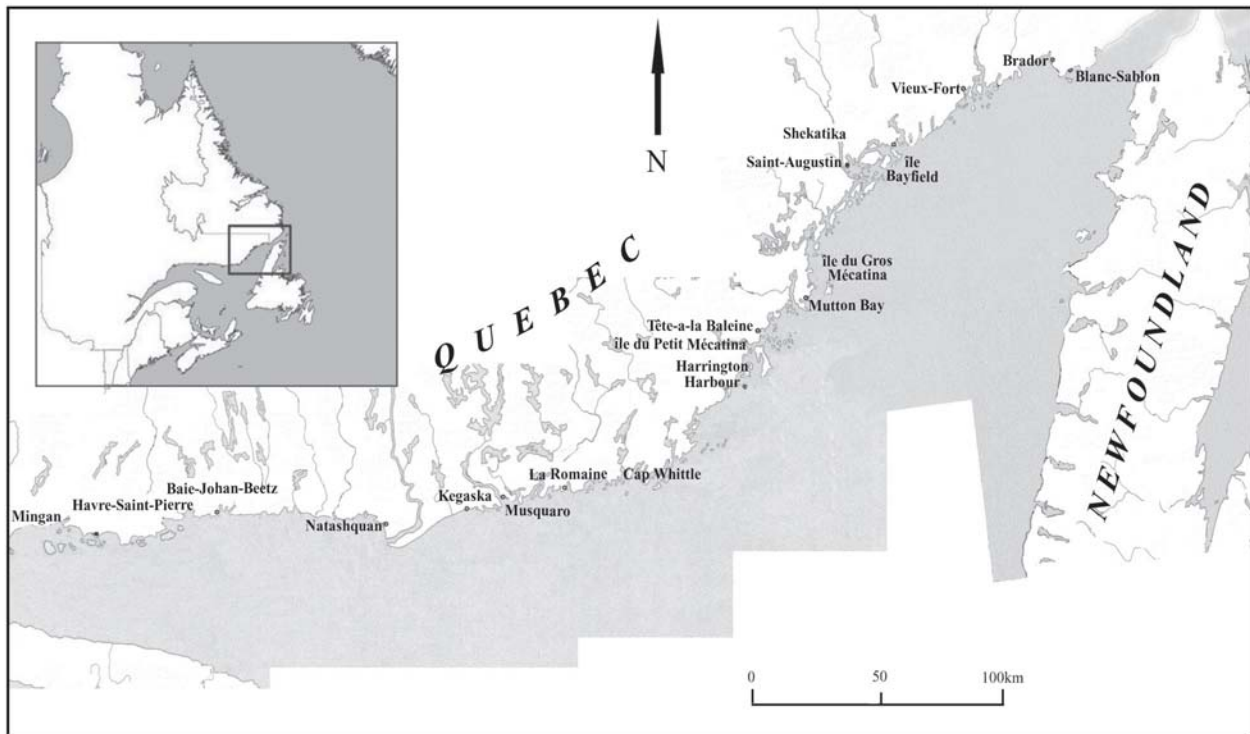 Brador
Blanc-Sablon
Vieux-Fort
Shekatika
Saint-Augustin
île
Bayfield
N
QUEBEC
île du Gros
Mécatina
Mutton Bay
Tête-a-la Baleine
île du Petit Mécatina
Harrington
Harbour
NEWFOUNDLAND
La Romaine
Cap Whittle
Kegaska
Musquaro
Baie-Johan-Beetz
Havre-Saint-Pierre
Mingan
Natashquan
0 50 100km